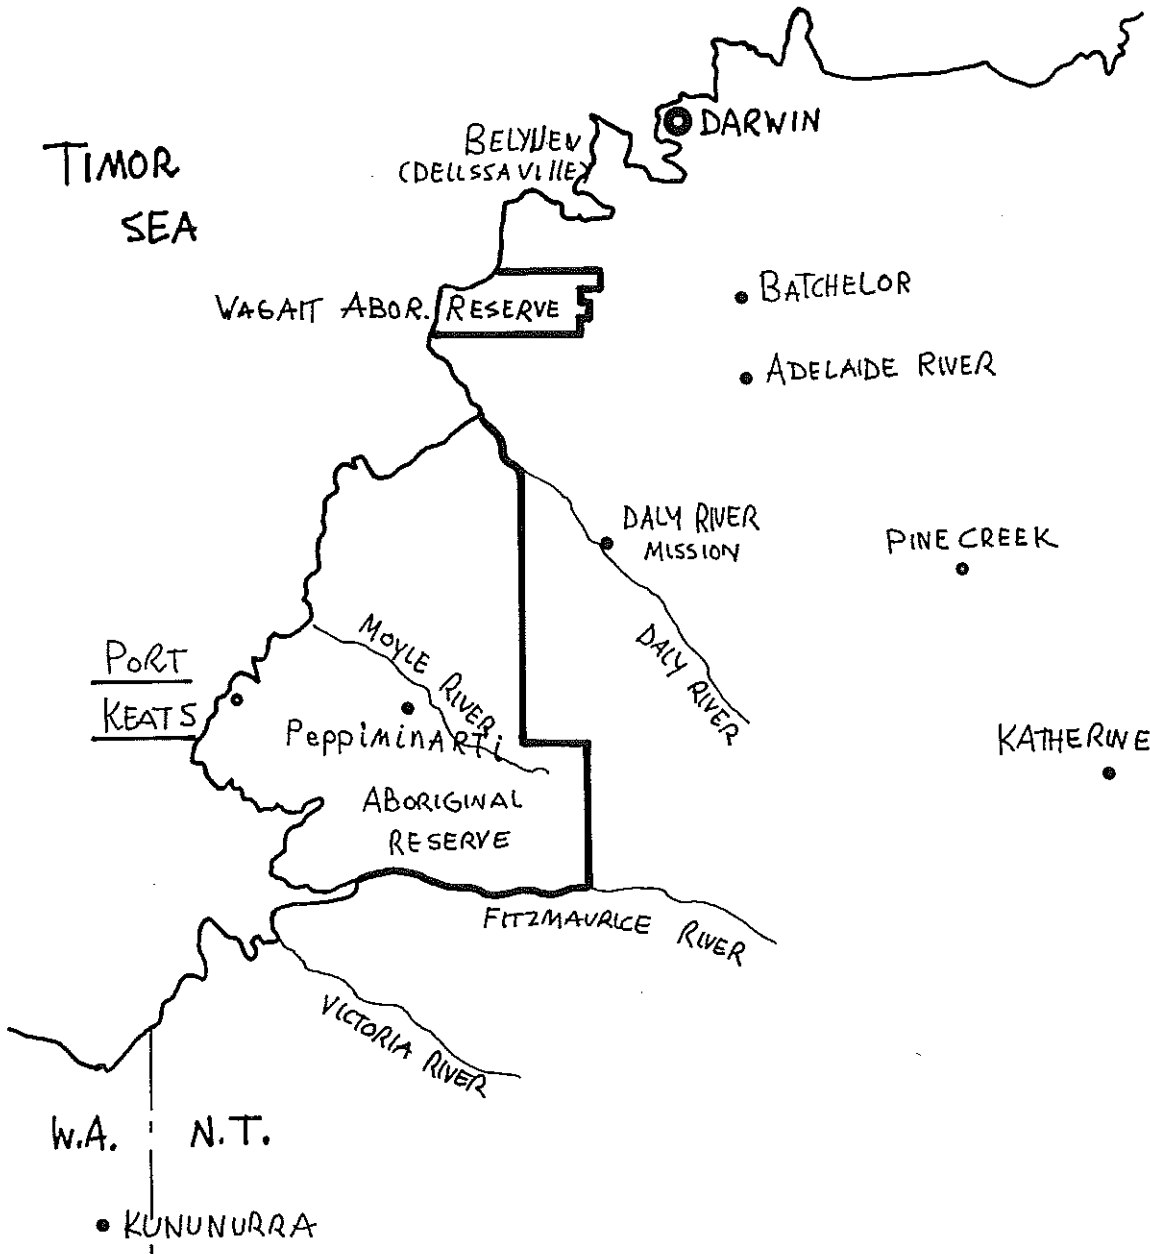 TIMOR
SEA
DARWIN
BELYUEN
(DELISSAVILLE)
WAGAIT ABOR. RESERVE
BATCHELOR
ADELAIDE RIVER
DALY RIVER
MISSION
PINE CREEK
DALY RIVER
MOYLE RIVER
PORT
KEATS
PeppiminARTi
KATHERINE
ABORIGINAL
RESERVE
FITZMAURICE RIVER
VICTORIA RIVER
W.A.
N.T.
KUNUNURRA